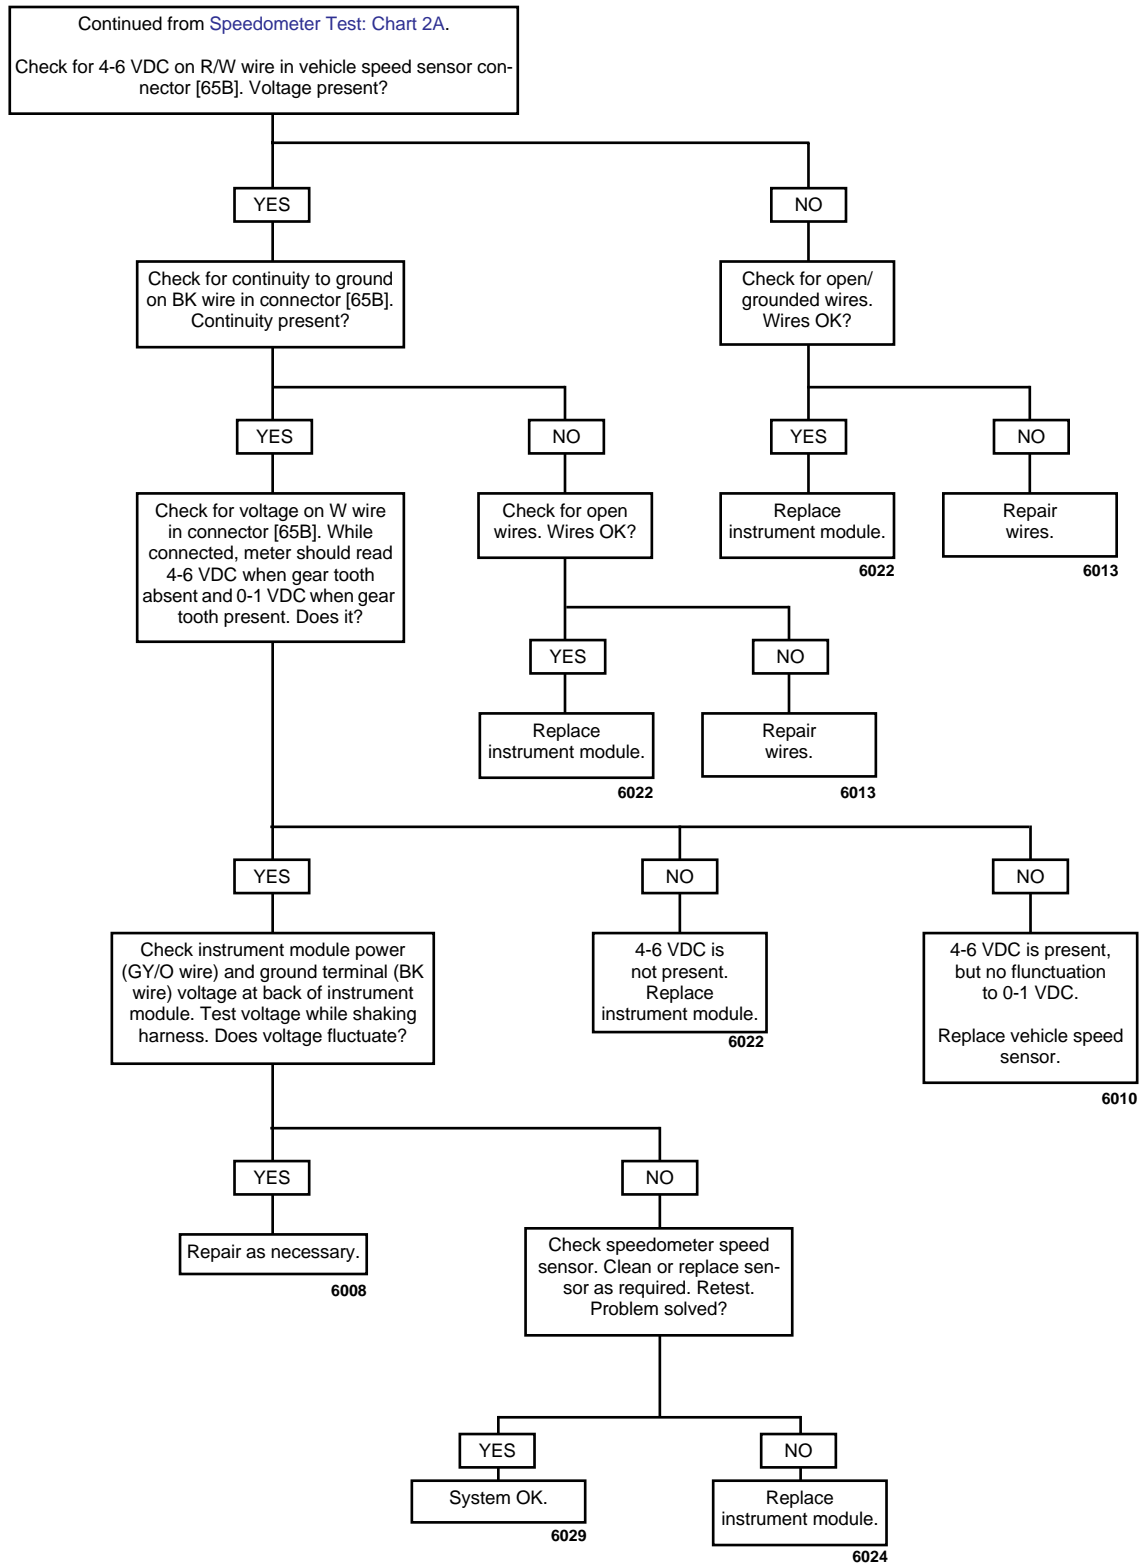 Continued from Speedometer Test: Chart 2A.
Check for 4-6 VDC on R/W wire in vehicle speed sensor con-
nector [65B]. Voltage present?
YES
NO
Check for continuity to ground
on BK wire in connector [65B].
Continuity present?
Check for open/
grounded wires.
Wires OK?
YES
NO
YES
NO
Check for voltage on W wire
in connector [65B]. While
connected, meter should read
4-6 VDC when gear tooth
absent and 0-1 VDC when gear
tooth present. Does it?
Check for open
wires. Wires OK?
Replace
instrument module.
6022
Repair
wires.
6013
YES
NO
Replace
instrument module.
6022
Repair
wires.
6013
YES
NO
NO
Check instrument module power
(GY/O wire) and ground terminal (BK
wire) voltage at back of instrument
module. Test voltage while shaking
harness. Does voltage fluctuate?
4-6 VDC is
not present.
Replace
instrument module.
6022
4-6 VDC is present,
but no flunctuation
to 0-1 VDC.
Replace vehicle speed
sensor.
6010
YES
NO
Repair as necessary.
6008
Check speedometer speed
sensor. Clean or replace sen-
sor as required. Retest.
Problem solved?
YES
NO
System OK.
6029
Replace
instrument module.
6024